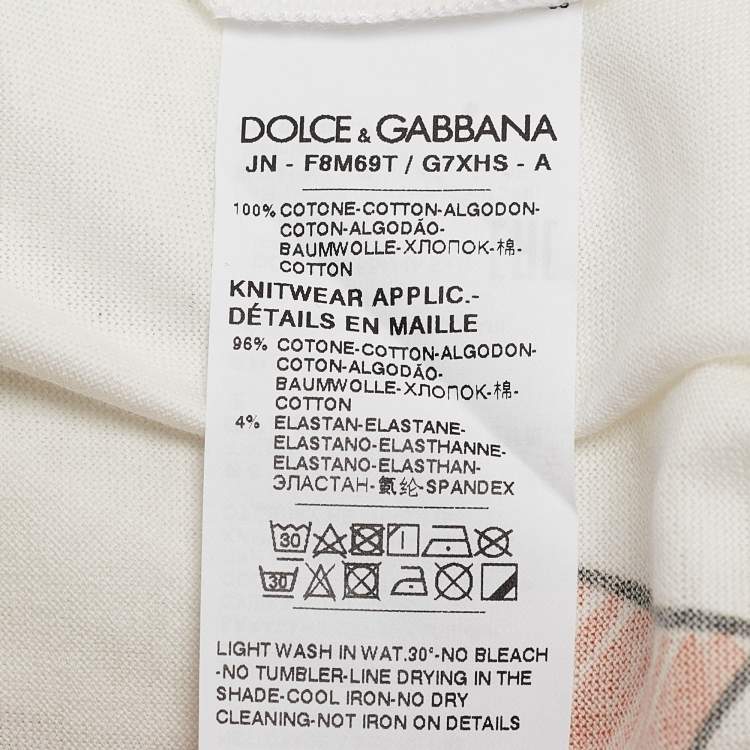 DOLCE & GABBANA
JN - F8M69T / G7XHS - A
100% COTONE-COTTON-ALGODON-
COTON-ALGODÃO-
BAUMWOLLE-ХЛОПОК-棉-
COTTON
KNITWEAR APPLIC.-
DÉTAILS EN MAILLE
96% COTONE-COTTON-ALGODON-
COTON-ALGODÃO-
BAUMWOLLE-ХЛОПОК-棉-
COTTON
4% ELASTAN-ELASTANE-
ELASTANO-ELASTHANNE-
ELASTANO-ELASTHAN-
ЭЛАСТАН-氨纶-SPANDEX
30
30
LIGHT WASH IN WAT.30°-NO BLEACH
-NO TUMBLER-LINE DRYING IN THE
SHADE-COOL IRON-NO DRY
CLEANING-NOT IRON ON DETAILS